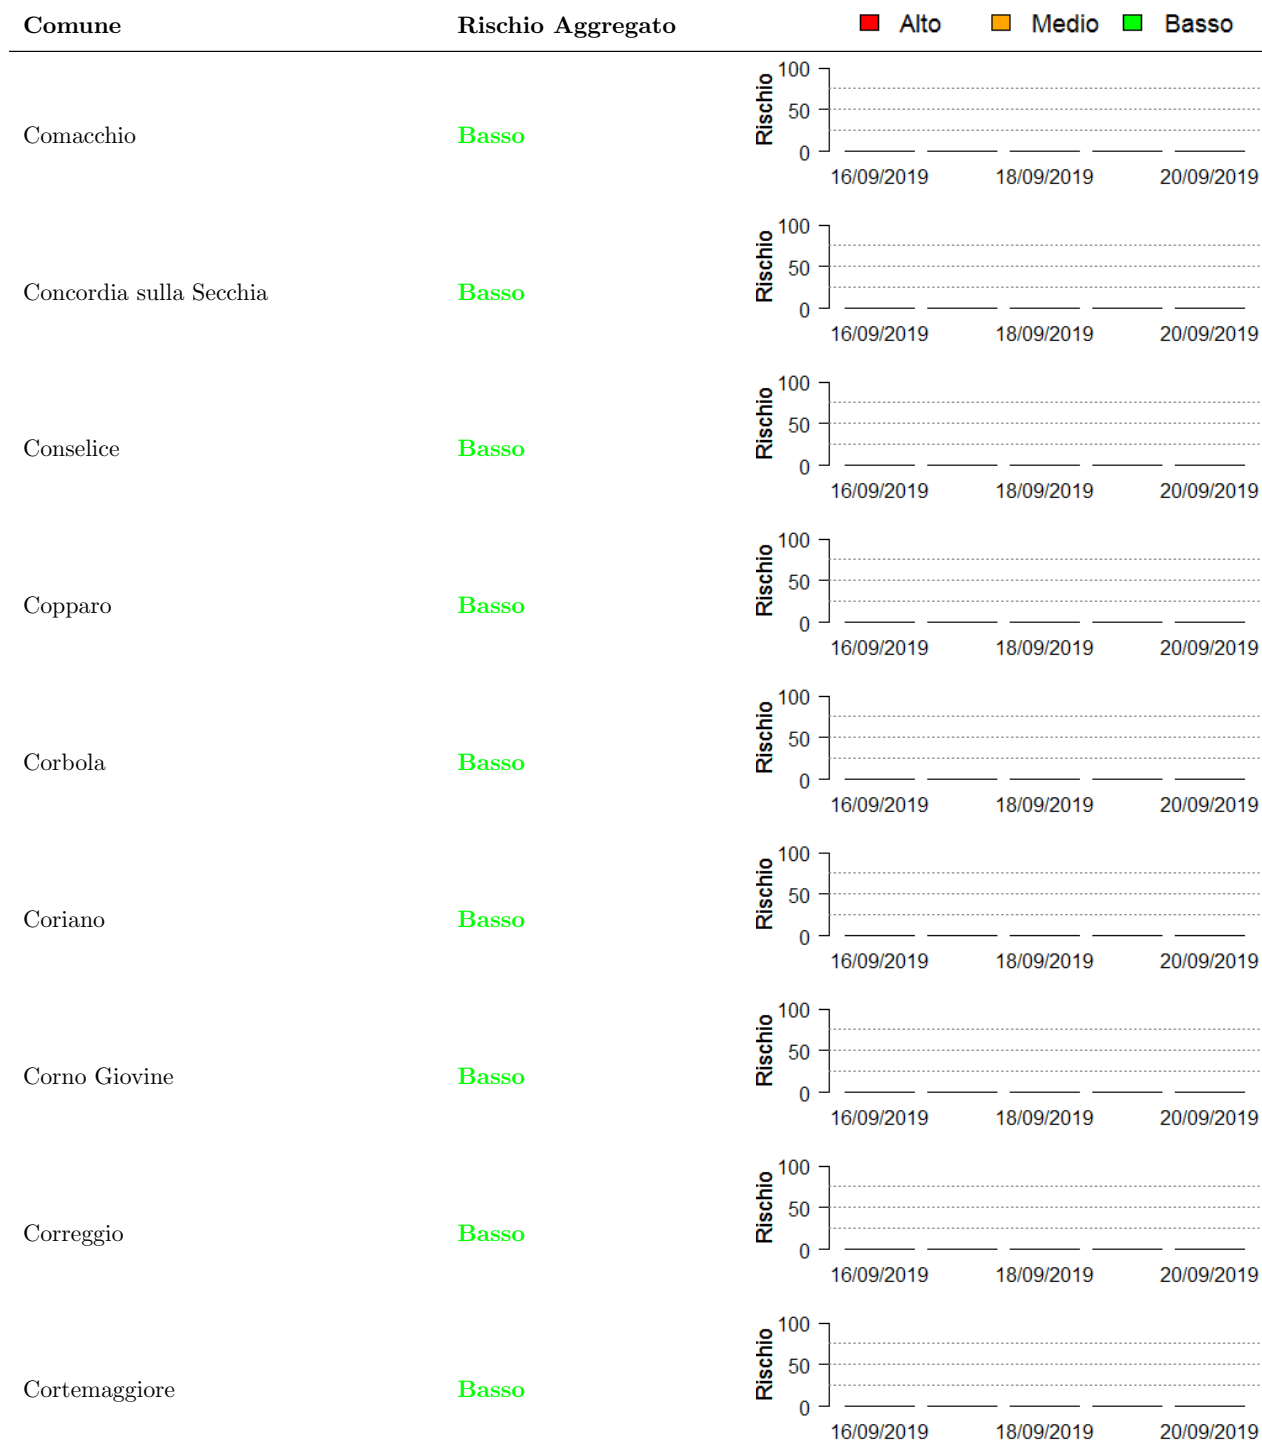 Comune Rischio Aggregato Alto Medio Basso
Comacchio Basso
Rischio
100
50
0
16/09/2019 18/09/2019 20/09/2019
Concordia sulla Secchia Basso
Rischio
100
50
0
16/09/2019 18/09/2019 20/09/2019
Conselice Basso
Rischio
100
50
0
16/09/2019 18/09/2019 20/09/2019
Copparo Basso
Rischio
100
50
0
16/09/2019 18/09/2019 20/09/2019
Corbola Basso
Rischio
100
50
0
16/09/2019 18/09/2019 20/09/2019
Coriano Basso
Rischio
100
50
0
16/09/2019 18/09/2019 20/09/2019
Corno Giovine Basso
Rischio
100
50
0
16/09/2019 18/09/2019 20/09/2019
Correggio Basso
Rischio
100
50
0
16/09/2019 18/09/2019 20/09/2019
Cortemaggiore Basso
Rischio
100
50
0
16/09/2019 18/09/2019 20/09/2019